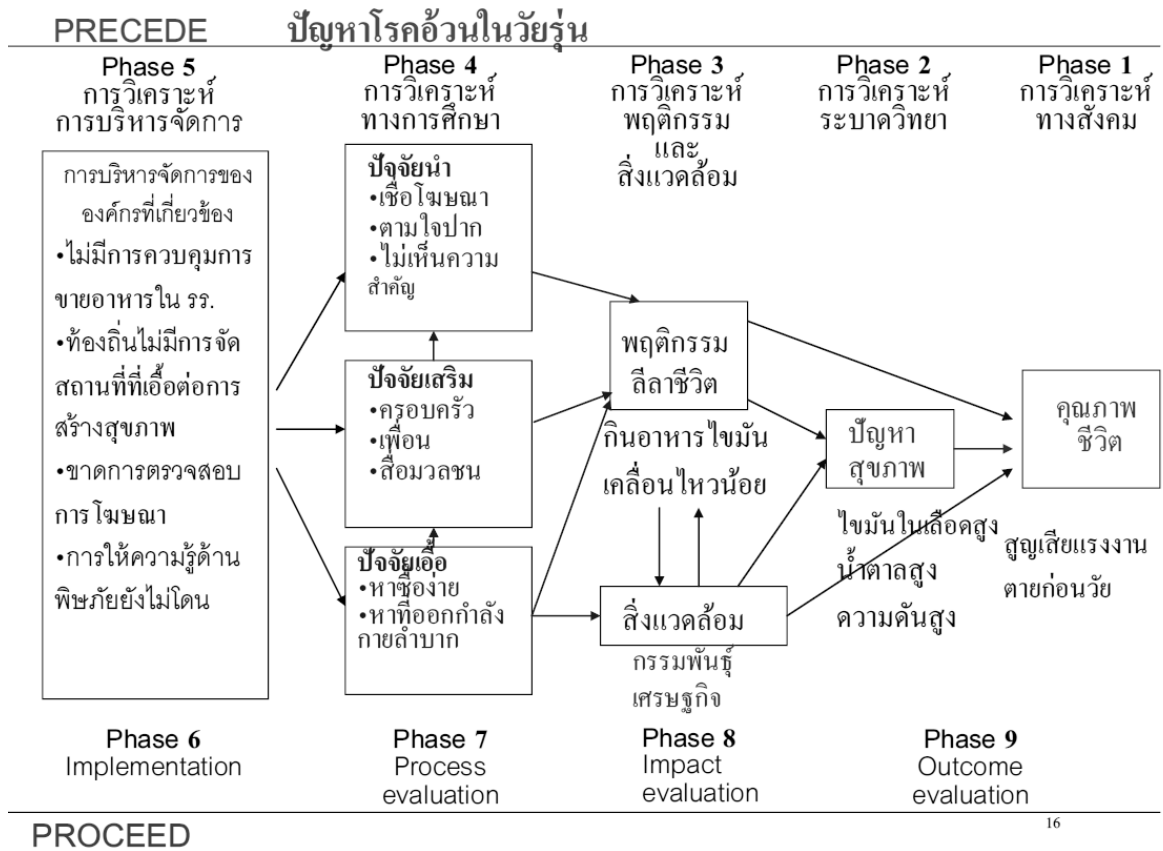 PRECEDE ปัญหาโรคอ้วนในวัยรุ่น
Phase 5
การวิเคราะห์
การบริหารจัดการ
Phase 4
การวิเคราะห์
ทางการศึกษา
Phase 3
การวิเคราะห์
พฤติกรรม
และ
สิ่งแวดล้อม
Phase 2
การวิเคราะห์
ระบาดวิทยา
Phase 1
การวิเคราะห์
ทางสังคม
การบริหารจัดการของ
องค์กรที่เกี่ยวข้อง
•ไม่มีการควบคุมการ
ขายอาหารใน รร.
•ท้องถิ่นไม่มีการจัด
สถานที่ที่เอื้อต่อการ
สร้างสุขภาพ
•ขาดการตรวจสอบ
การโฆษณา
•การให้ความรู้ด้าน
พิษภัยยังไม่โดน
ปัจจัยนำ
•เชื่อโฆษณา
•ตามใจปาก
•ไม่เห็นความ
สำคัญ
ปัจจัยเสริม
•ครอบครัว
•เพื่อน
•สื่อมวลชน
ปัจจัยเอื้อ
•หาซื้อง่าย
•หาที่ออกกำลัง
กายลำบาก
พฤติกรรม
ลีลาชีวิต
กินอาหารไขมัน
เคลื่อนไหวน้อย
สิ่งแวดล้อม
กรรมพันธุ์
เศรษฐกิจ
ปัญหา
สุขภาพ
ไขมันในเลือดสูง
น้ำตาลสูง
ความดันสูง
คุณภาพ
ชีวิต
สูญเสียแรงงาน
ตายก่อนวัย
Phase 6
Implementation
Phase 7
Process
evaluation
Phase 8
Impact
evaluation
Phase 9
Outcome
evaluation
16
PROCEED